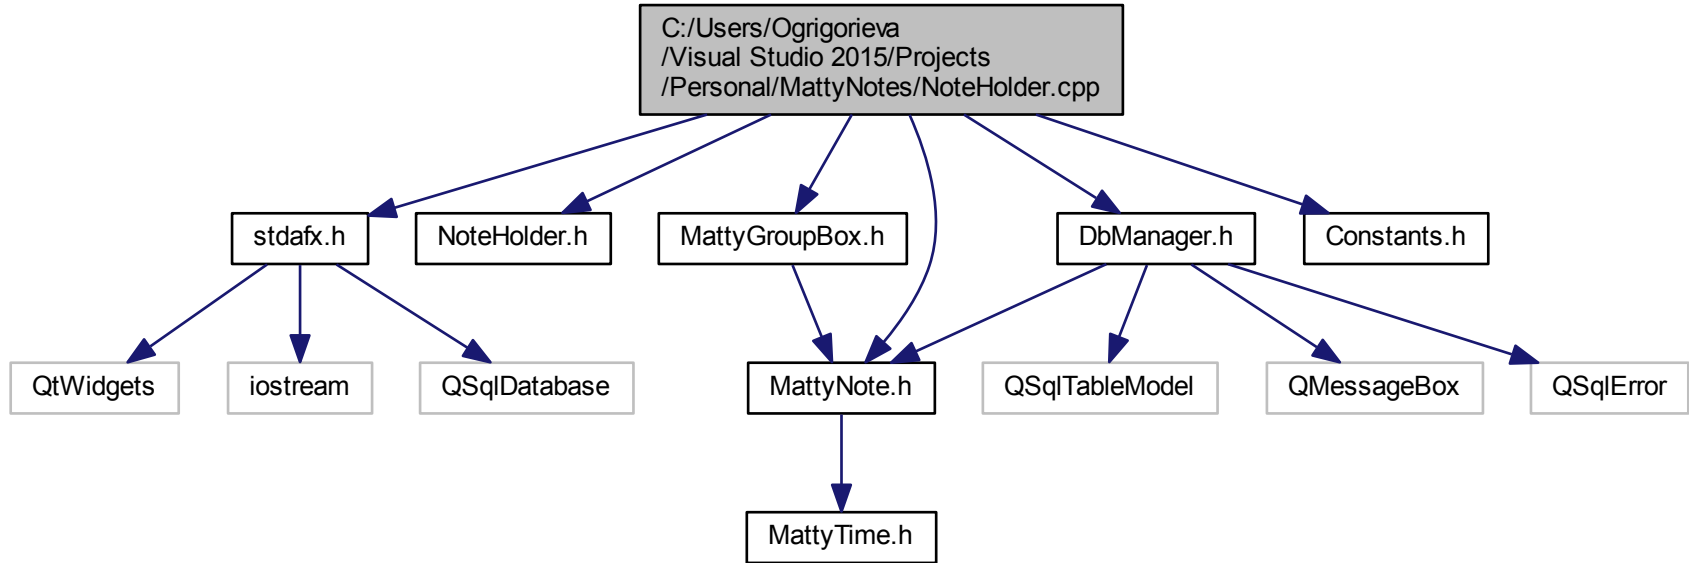 C:/Users/Ogrigorieva
/Visual Studio 2015/Projects
/Personal/MattyNotes/NoteHolder.cpp
stdafx.h
NoteHolder.h
MattyGroupBox.h
DbManager.h
Constants.h
QtWidgets
iostream
QSqlDatabase
MattyNote.h
QSqlTableModel
QMessageBox
QSqlError
MattyTime.h